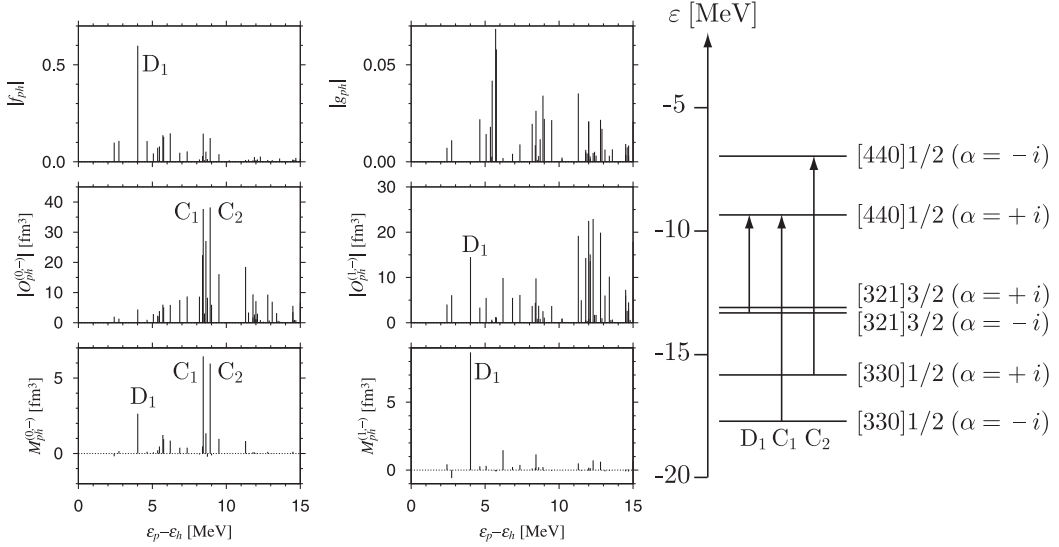 |f_ph|
0.5
0.0
D₁
|g_ph|
0.05
0.00
|O_ph^(0,−)| [fm³]
40
30
20
10
0
C₁ C₂
|O_ph^(1,−)| [fm³]
30
20
10
0
D₁
M_ph^(0,−) [fm³]
5
0
D₁
C₁ C₂
0 5 10 15
ε_p−ε_h [MeV]
M_ph^(1,−) [fm³]
5
0
D₁
0 5 10 15
ε_p−ε_h [MeV]
ε [MeV]
-5
-10
-15
-20
[440]1/2 (α = − i)
[440]1/2 (α = + i)
[321]3/2 (α = + i)
[321]3/2 (α = − i)
[330]1/2 (α = + i)
[330]1/2 (α = − i)
D₁ C₁ C₂